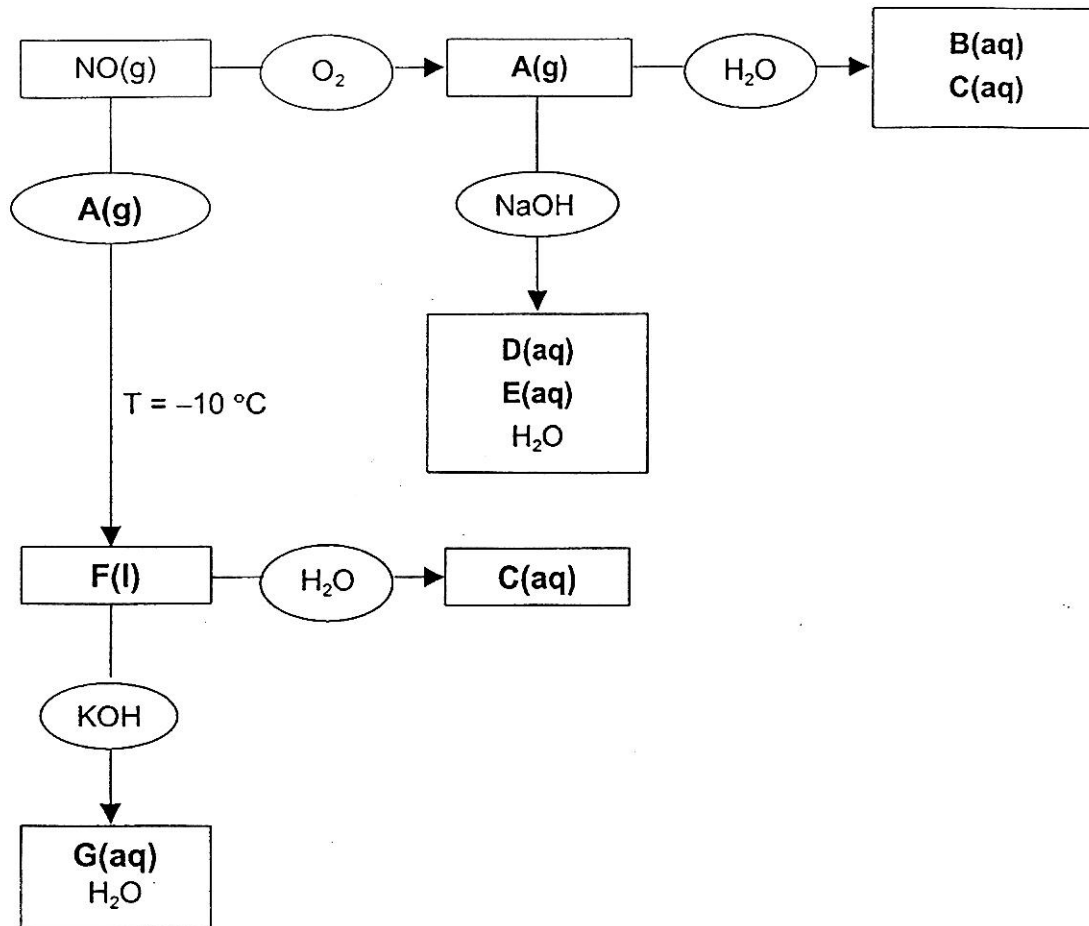 NO(g)
O₂
A(g)
H₂O
B(aq)
C(aq)
A(g)
NaOH
D(aq)
E(aq)
H₂O
T = –10 °C
F(l)
H₂O
C(aq)
KOH
G(aq)
H₂O